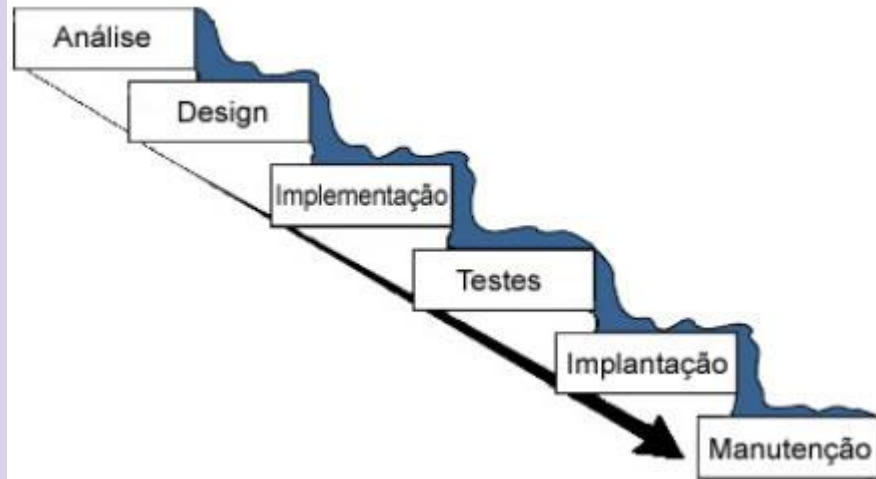 Análise
Design
Implementação
Testes
Implantação
Manutenção